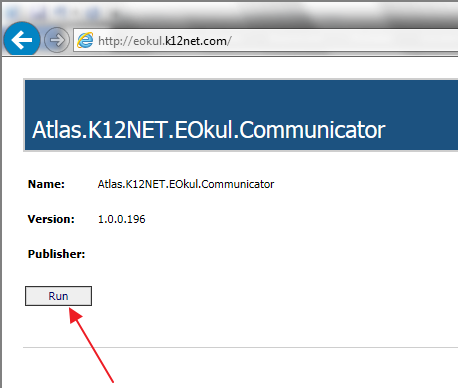 http://eokul.k12net.com/
Atlas.K12NET.EOkul.Communicator
Name: Atlas.K12NET.EOkul.Communicator
Version: 1.0.0.196
Publisher:
Run